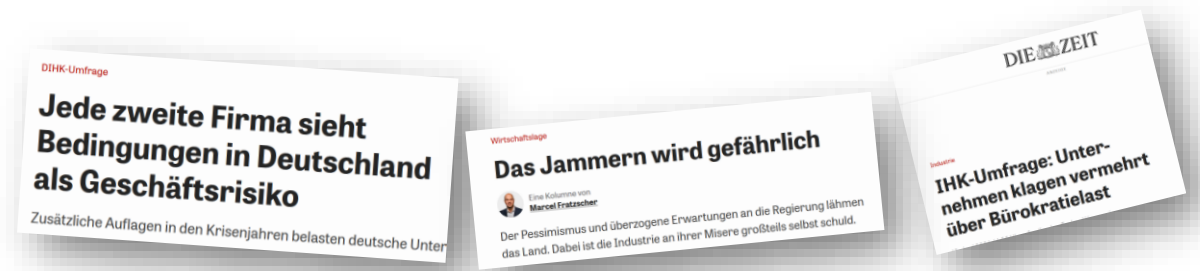 DIHK-Umfrage
Jede zweite Firma sieht
Bedingungen in Deutschland
als Geschäftsrisiko
Zusätzliche Auflagen in den Krisenjahren belasten deutsche Unter
Wirtschaftslage
Das Jammern wird gefährlich
Eine Kolumne von
Marcel Fratzscher
Der Pessimismus und überzogene Erwartungen an die Regierung lähmen
das Land. Dabei ist die Industrie an ihrer Misere großteils selbst schuld.
DIE ZEIT
ANZEIGE
Industrie
IHK-Umfrage: Unter-
nehmen klagen vermehrt
über Bürokratielast